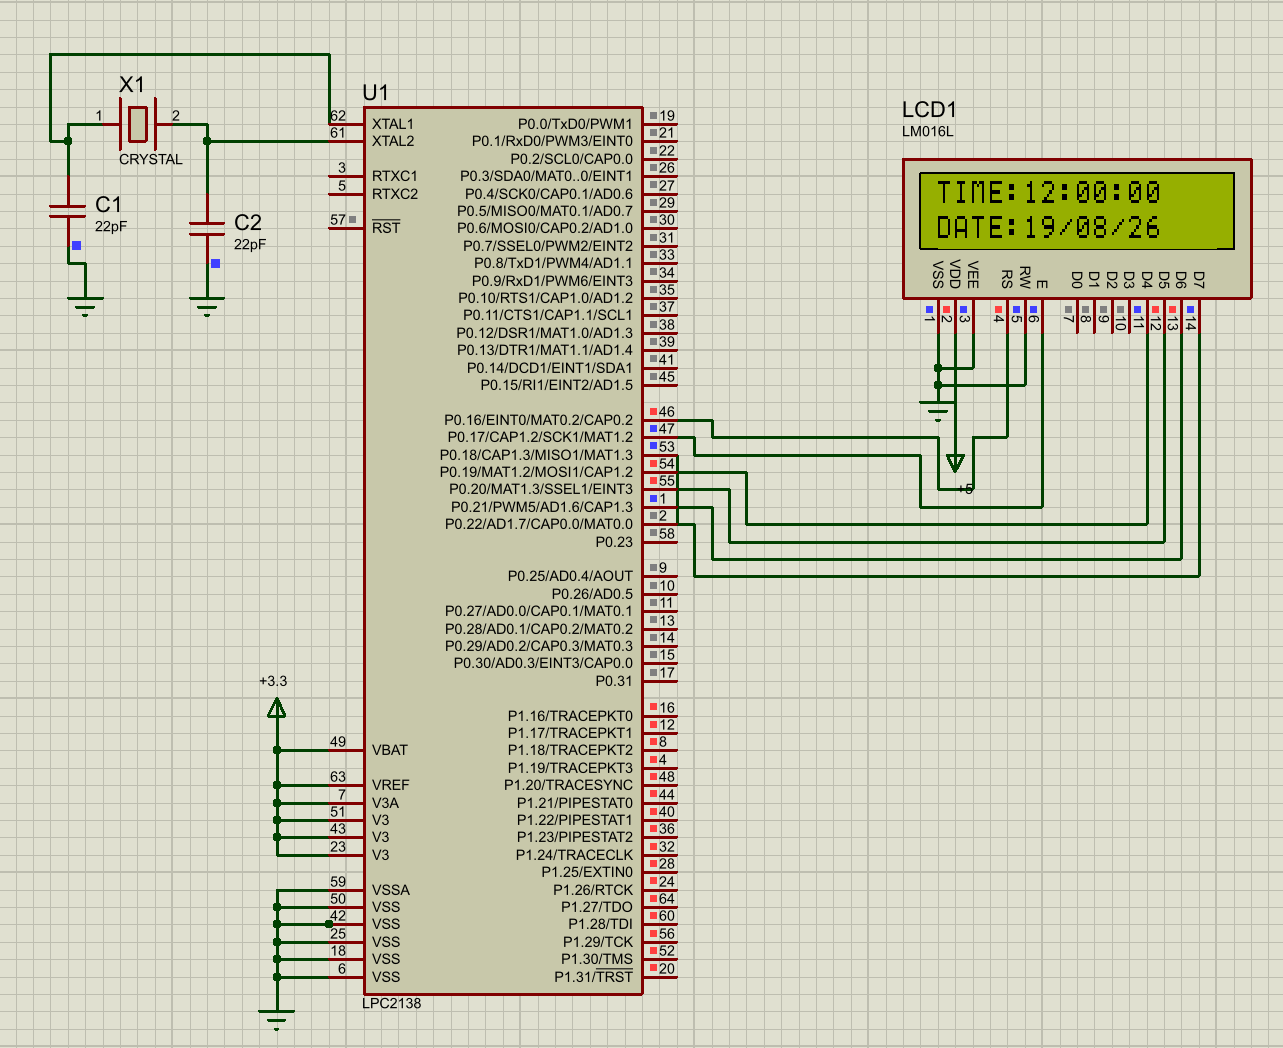 X1
1 2
CRYSTAL
C1
22pF
C2
22pF
U1
62 XTAL1
61 XTAL2
3 RTXC1
5 RTXC2
57 RST
+3.3
49 VBAT
63 VREF
7 V3A
51 V3
43 V3
23 V3
59 VSSA
50 VSS
42 VSS
25 VSS
18 VSS
6 VSS
P0.0/TxD0/PWM1 19
P0.1/RxD0/PWM3/EINT0 21
P0.2/SCL0/CAP0.0 22
P0.3/SDA0/MAT0..0/EINT1 26
P0.4/SCK0/CAP0.1/AD0.6 27
P0.5/MISO0/MAT0.1/AD0.7 29
P0.6/MOSI0/CAP0.2/AD1.0 30
P0.7/SSEL0/PWM2/EINT2 31
P0.8/TxD1/PWM4/AD1.1 33
P0.9/RxD1/PWM6/EINT3 34
P0.10/RTS1/CAP1.0/AD1.2 35
P0.11/CTS1/CAP1.1/SCL1 37
P0.12/DSR1/MAT1.0/AD1.3 38
P0.13/DTR1/MAT1.1/AD1.4 39
P0.14/DCD1/EINT1/SDA1 41
P0.15/RI1/EINT2/AD1.5 45
P0.16/EINT0/MAT0.2/CAP0.2 46
P0.17/CAP1.2/SCK1/MAT1.2 47
P0.18/CAP1.3/MISO1/MAT1.3 53
P0.19/MAT1.2/MOSI1/CAP1.2 54
P0.20/MAT1.3/SSEL1/EINT3 55
P0.21/PWM5/AD1.6/CAP1.3 1
P0.22/AD1.7/CAP0.0/MAT0.0 2
P0.23 58
P0.25/AD0.4/AOUT 9
P0.26/AD0.5 10
P0.27/AD0.0/CAP0.1/MAT0.1 11
P0.28/AD0.1/CAP0.2/MAT0.2 13
P0.29/AD0.2/CAP0.3/MAT0.3 14
P0.30/AD0.3/EINT3/CAP0.0 15
P0.31 17
P1.16/TRACEPKT0 16
P1.17/TRACEPKT1 12
P1.18/TRACEPKT2 8
P1.19/TRACEPKT3 4
P1.20/TRACESYNC 48
P1.21/PIPESTAT0 44
P1.22/PIPESTAT1 40
P1.23/PIPESTAT2 36
P1.24/TRACECLK 32
P1.25/EXTIN0 28
P1.26/RTCK 24
P1.27/TDO 64
P1.28/TDI 60
P1.29/TCK 56
P1.30/TMS 52
P1.31/TRST 20
LPC2138
LCD1
LM016L
TIME:12:00:00
DATE:19/08/26
VSS VDD VEE RS RW E D0 D1 D2 D3 D4 D5 D6 D7
1 2 3 4 5 6 7 8 9 10 11 12 13 14
+5